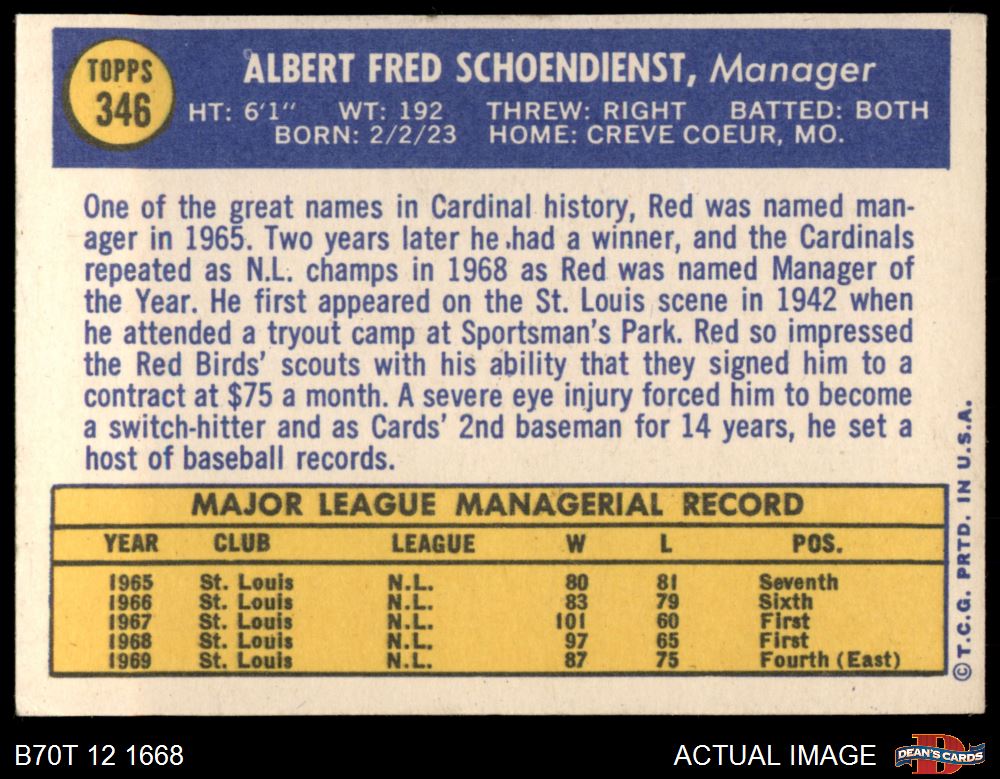 TOPPS
346
ALBERT FRED SCHOENDIENST, Manager
HT: 6'1" WT: 192 THREW: RIGHT BATTED: BOTH
BORN: 2/2/23 HOME: CREVE COEUR, MO.
One of the great names in Cardinal history, Red was named man-
ager in 1965. Two years later he had a winner, and the Cardinals
repeated as N.L. champs in 1968 as Red was named Manager of
the Year. He first appeared on the St. Louis scene in 1942 when
he attended a tryout camp at Sportsman's Park. Red so impressed
the Red Birds' scouts with his ability that they signed him to a
contract at $75 a month. A severe eye injury forced him to become
a switch-hitter and as Cards' 2nd baseman for 14 years, he set a
host of baseball records.
MAJOR LEAGUE MANAGERIAL RECORD
YEAR CLUB LEAGUE W L POS.
1965 St. Louis N.L. 80 81 Seventh
1966 St. Louis N.L. 83 79 Sixth
1967 St. Louis N.L. 101 60 First
1968 St. Louis N.L. 97 65 First
1969 St. Louis N.L. 87 75 Fourth (East)
©T.C.G. PRTD. IN U.S.A.
B70T 12 1668
ACTUAL IMAGE
D
DEAN'S CARDS